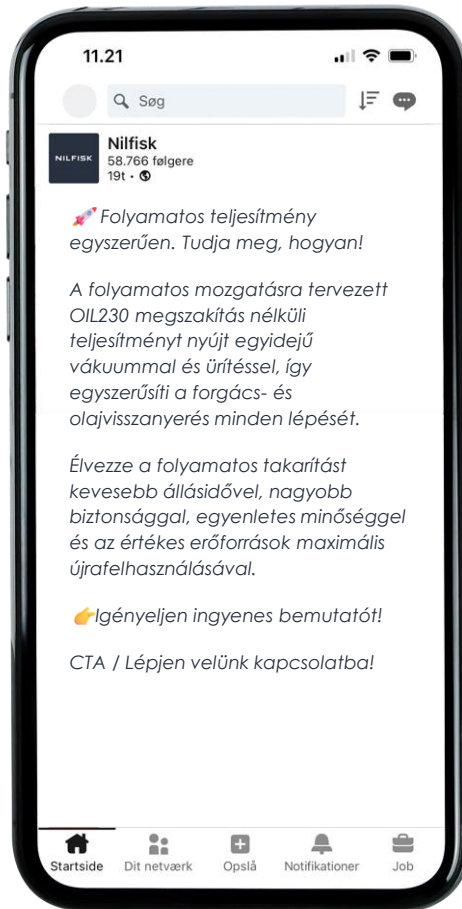 11.21
Søg
NILFISK
Nilfisk
58.766 følgere
19t
🚀Folyamatos teljesítmény
egyszerűen. Tudja meg, hogyan!
A folyamatos mozgatásra tervezett
OIL230 megszakítás nélküli
teljesítményt nyújt egyidejű
vákuummal és ürítéssel, így
egyszerűsíti a forgács- és
olajvisszanyerés minden lépését.
Élvezze a folyamatos takarítást
kevesebb állásidővel, nagyobb
biztonsággal, egyenletes minőséggel
és az értékes erőforrások maximális
újrafelhasználásával.
👉Igényeljen ingyenes bemutatót!
CTA / Lépjen velünk kapcsolatba!
Startside Dit netværk Opslå Notifikationer Job